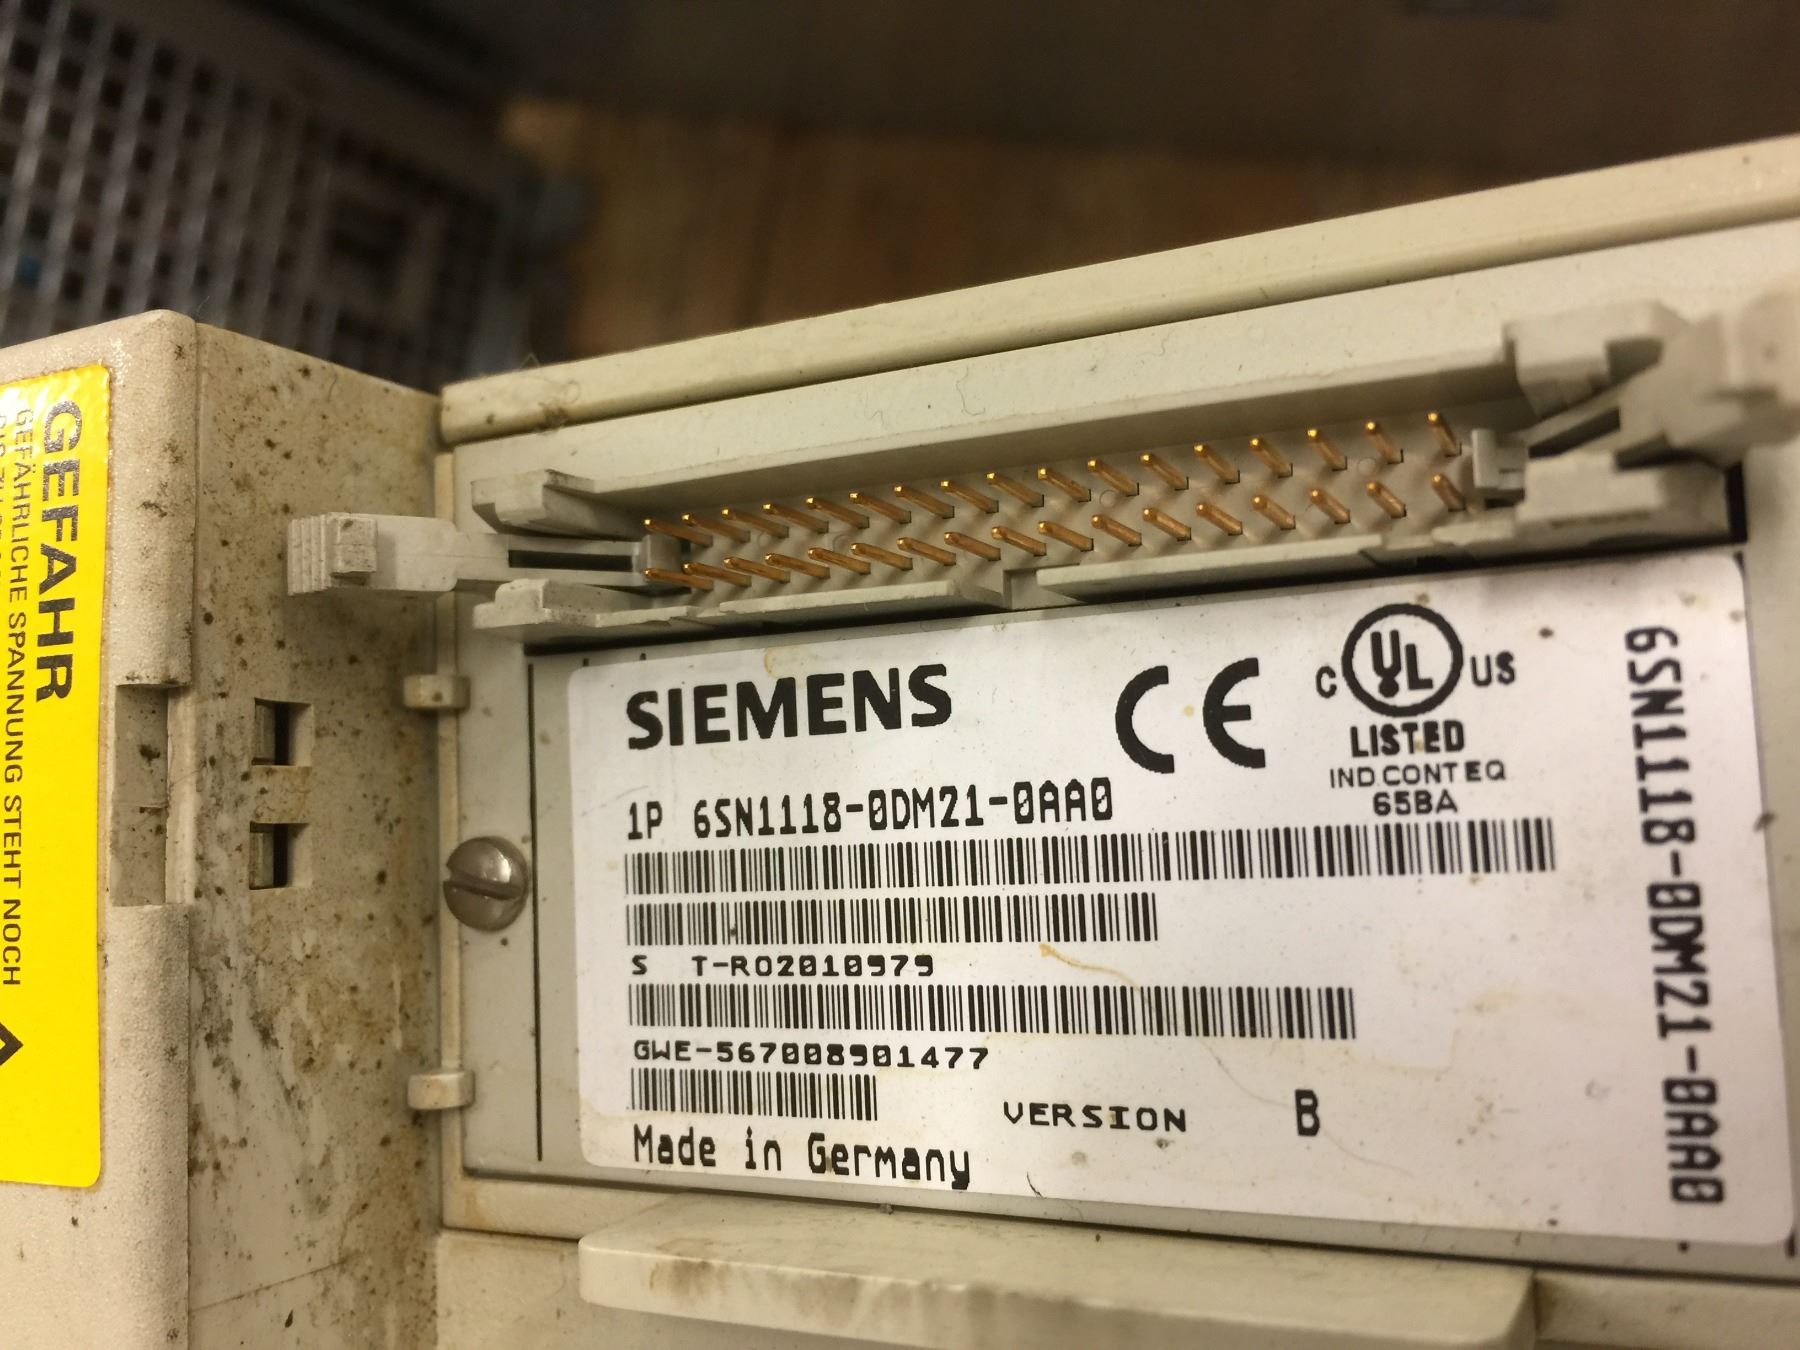 GEFAHR
GEFÄHRLICHE SPANNUNG STEHT NOCH
SIEMENS
CE
C UL US
LISTED
IND.CONT EQ
65BA
1P 6SN1118-0DM21-0AA0
S T-R02010979
GWE-567008901477
VERSION B
Made in Germany
6SN1118-0DM21-0AA0